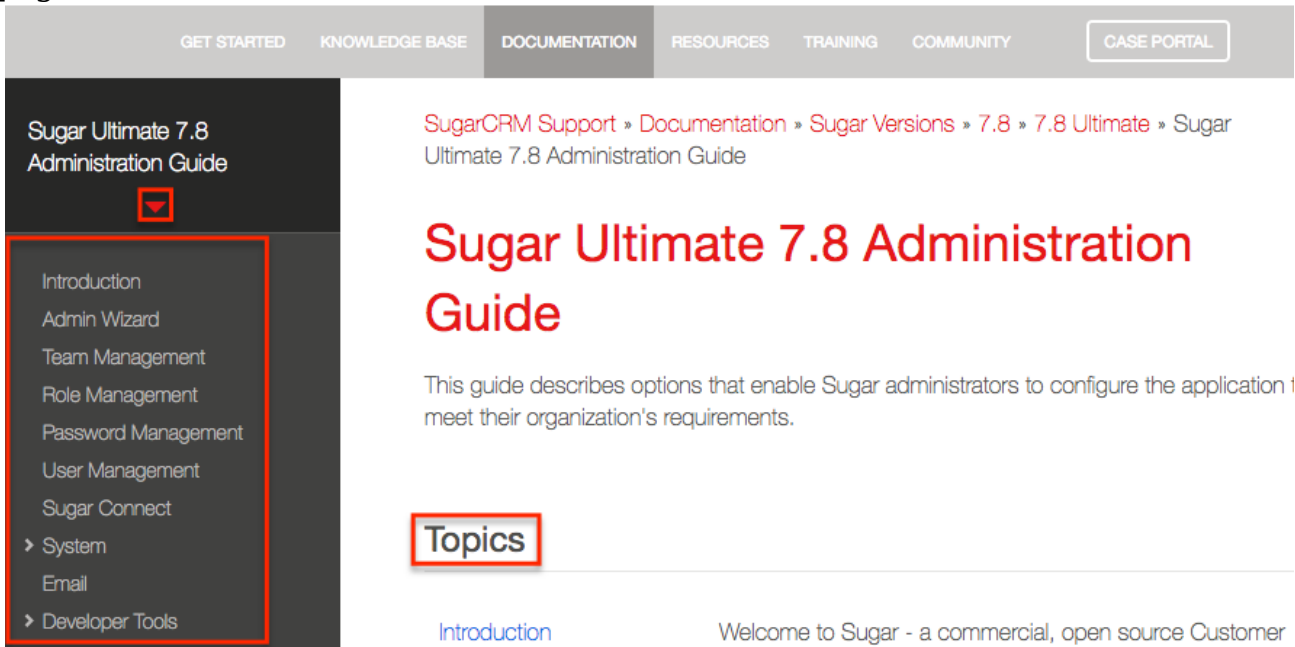 GET STARTED KNOWLEDGE BASE DOCUMENTATION RESOURCES TRAINING COMMUNITY CASE PORTAL
Sugar Ultimate 7.8
Administration Guide
Introduction
Admin Wizard
Team Management
Role Management
Password Management
User Management
Sugar Connect
System
Email
Developer Tools
SugarCRM Support » Documentation » Sugar Versions » 7.8 » 7.8 Ultimate » Sugar
Ultimate 7.8 Administration Guide
Sugar Ultimate 7.8 Administration
Guide
This guide describes options that enable Sugar administrators to configure the application
meet their organization's requirements.
Topics
Introduction Welcome to Sugar - a commercial, open source Customer